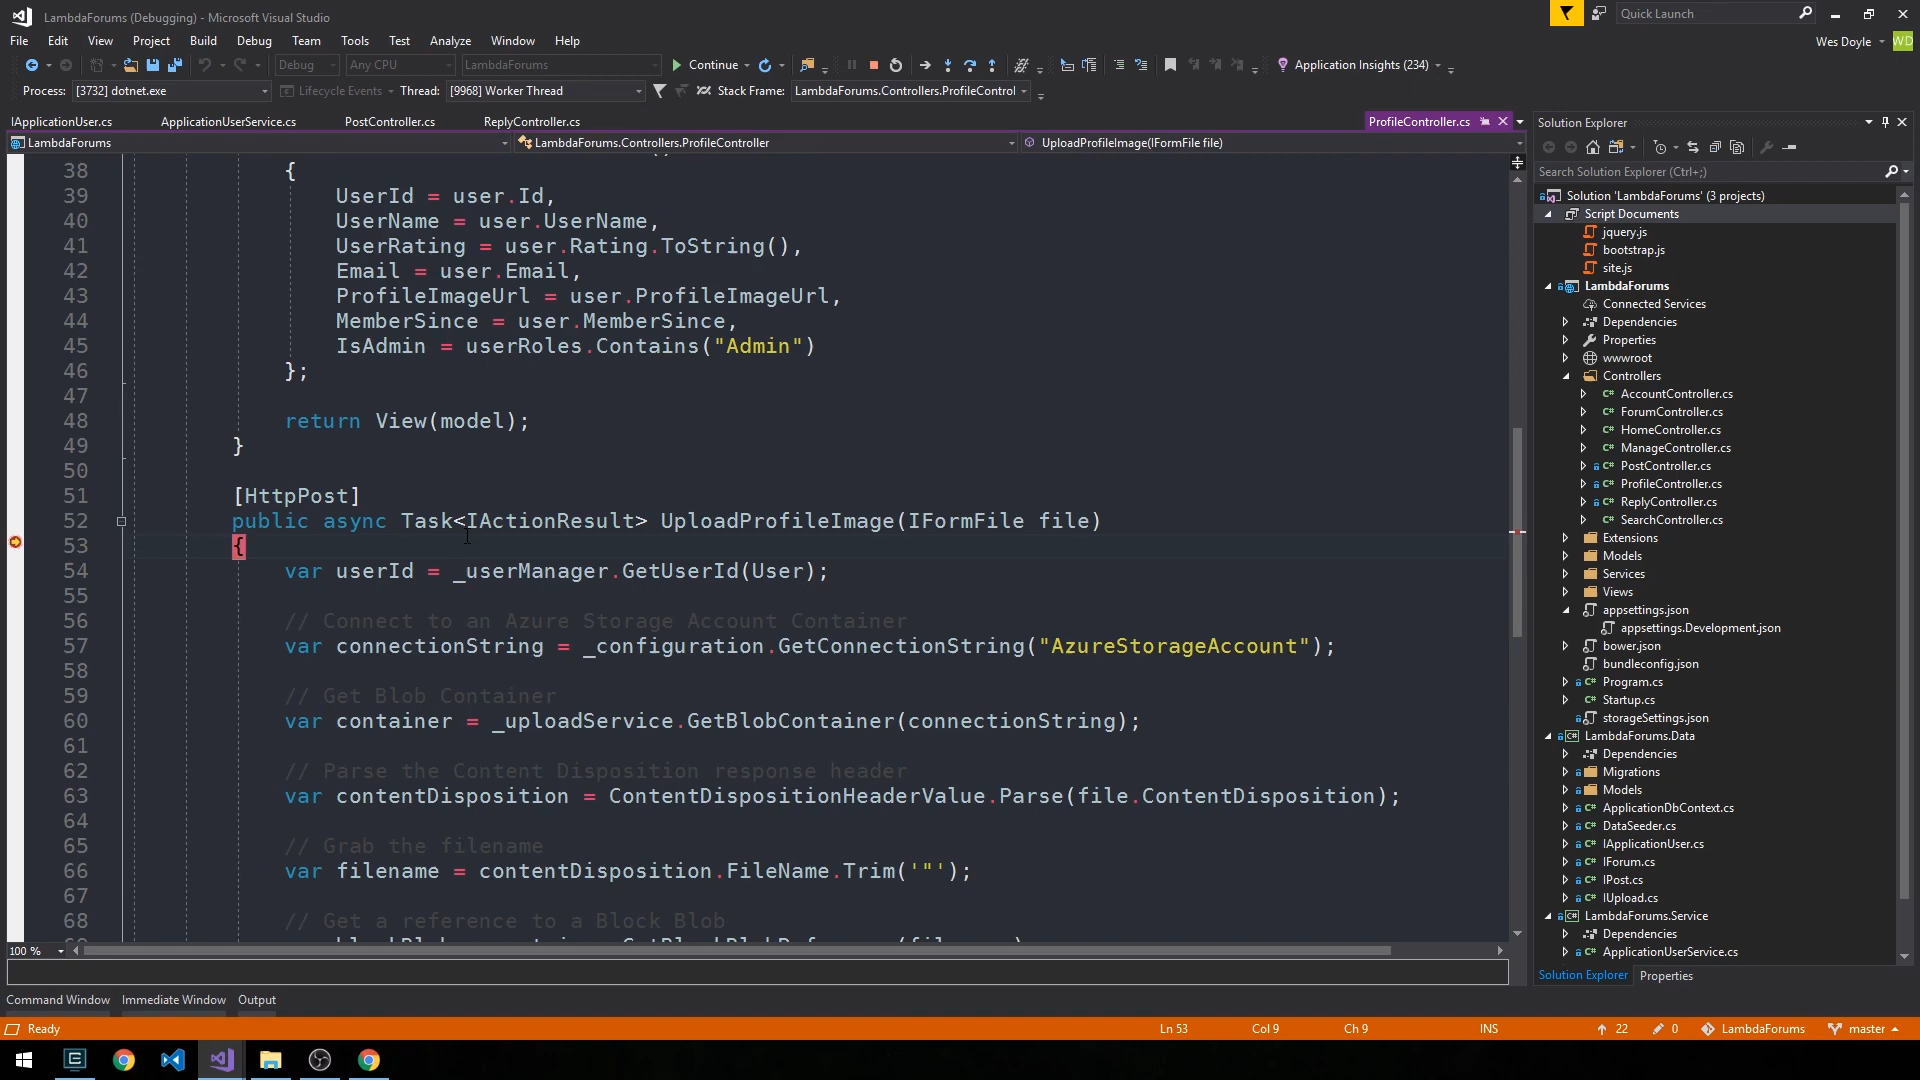 LambdaForums (Debugging) - Microsoft Visual Studio
Quick Launch
File Edit View Project Build Debug Team Tools Test Analyze Window Help
Wes Doyle WD
Debug Any CPU LambdaForums Continue Application Insights (234)
Process: [3732] dotnet.exe Lifecycle Events Thread: [9968] Worker Thread Stack Frame: LambdaForums.Controllers.ProfileControl
IApplicationUser.cs ApplicationUserService.cs PostController.cs ReplyController.cs ProfileController.cs
LambdaForums LambdaForums.Controllers.ProfileController UploadProfileImage(IFormFile file)
38 {
39 UserId = user.Id,
40 UserName = user.UserName,
41 UserRating = user.Rating.ToString(),
42 Email = user.Email,
43 ProfileImageUrl = user.ProfileImageUrl,
44 MemberSince = user.MemberSince,
45 IsAdmin = userRoles.Contains("Admin")
46 };
47
48 return View(model);
49 }
50
51 [HttpPost]
52 public async Task<IActionResult> UploadProfileImage(IFormFile file)
53 {
54 var userId = _userManager.GetUserId(User);
55
56 // Connect to an Azure Storage Account Container
57 var connectionString = _configuration.GetConnectionString("AzureStorageAccount");
58
59 // Get Blob Container
60 var container = _uploadService.GetBlobContainer(connectionString);
61
62 // Parse the Content Disposition response header
63 var contentDisposition = ContentDispositionHeaderValue.Parse(file.ContentDisposition);
64
65 // Grab the filename
66 var filename = contentDisposition.FileName.Trim('"');
67
68 // Get a reference to a Block Blob
100 %
Command Window Immediate Window Output
Solution Explorer
Search Solution Explorer (Ctrl+;)
Solution 'LambdaForums' (3 projects)
Script Documents
jquery.js
bootstrap.js
site.js
LambdaForums
Connected Services
Dependencies
Properties
wwwroot
Controllers
C# AccountController.cs
C# ForumController.cs
C# HomeController.cs
C# ManageController.cs
C# PostController.cs
C# ProfileController.cs
C# ReplyController.cs
C# SearchController.cs
Extensions
Models
Services
Views
appsettings.json
appsettings.Development.json
bower.json
bundleconfig.json
C# Program.cs
C# Startup.cs
storageSettings.json
C# LambdaForums.Data
Dependencies
Migrations
Models
C# ApplicationDbContext.cs
C# DataSeeder.cs
C# IApplicationUser.cs
C# IForum.cs
C# IPost.cs
C# IUpload.cs
C# LambdaForums.Service
Dependencies
C# ApplicationUserService.cs
Solution Explorer Properties
Ready Ln 53 Col 9 Ch 9 INS 22 0 LambdaForums master